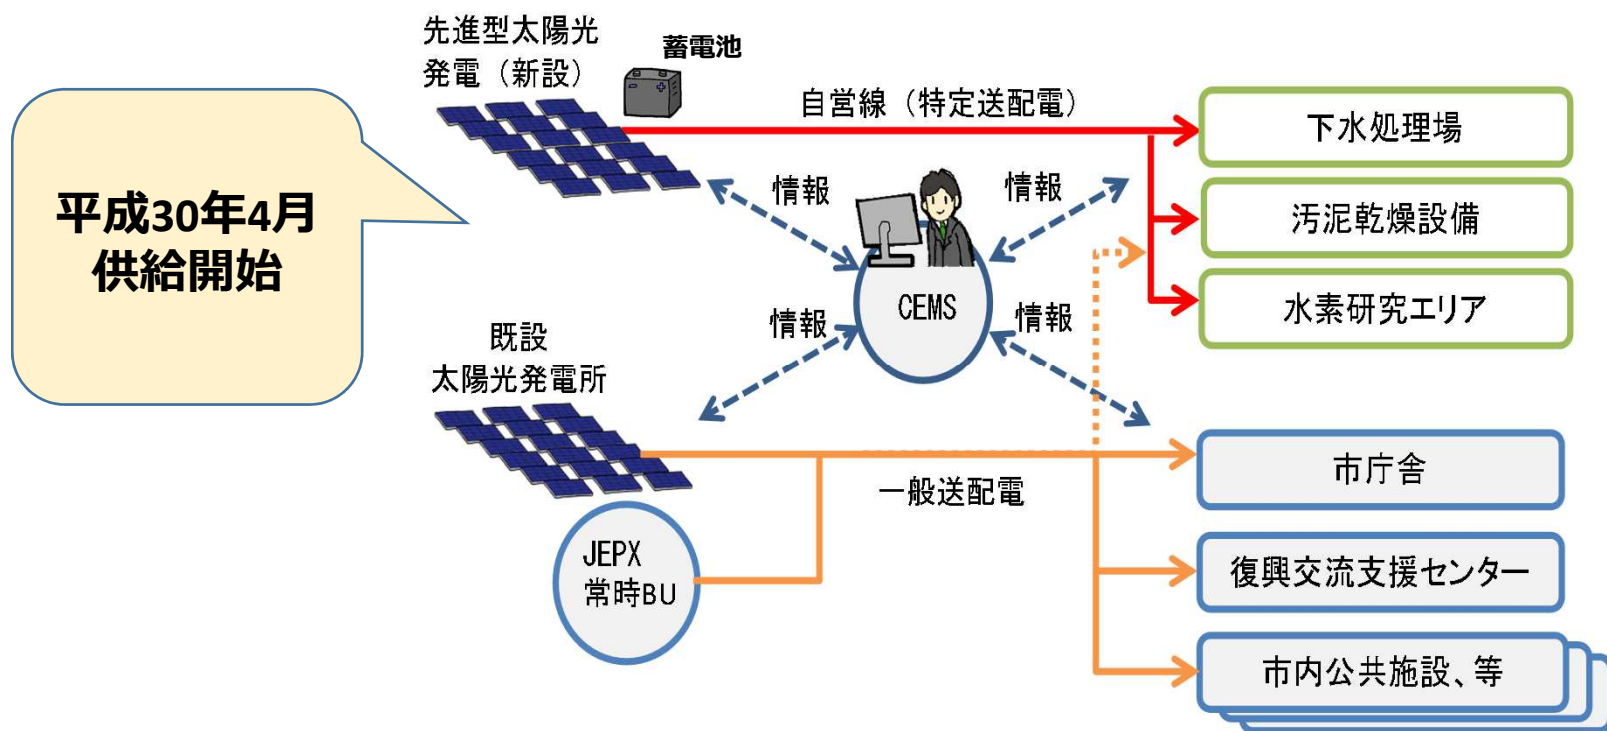 先進型太陽光
発電（新設）
蓄電池
自営線（特定送配電）
下水処理場
平成30年4月
供給開始
情報
情報
汚泥乾燥設備
CEMS
水素研究エリア
情報
情報
既設
太陽光発電所
一般送配電
市庁舎
JEPX
常時BU
復興交流支援センター
市内公共施設、等